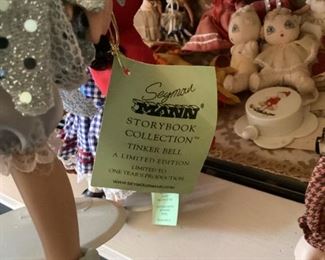 Seymour
MANN®
STORYBOOK
COLLECTION™
TINKER BELL
A LIMITED EDITION
LIMITED TO
ONE YEAR'S PRODUCTION